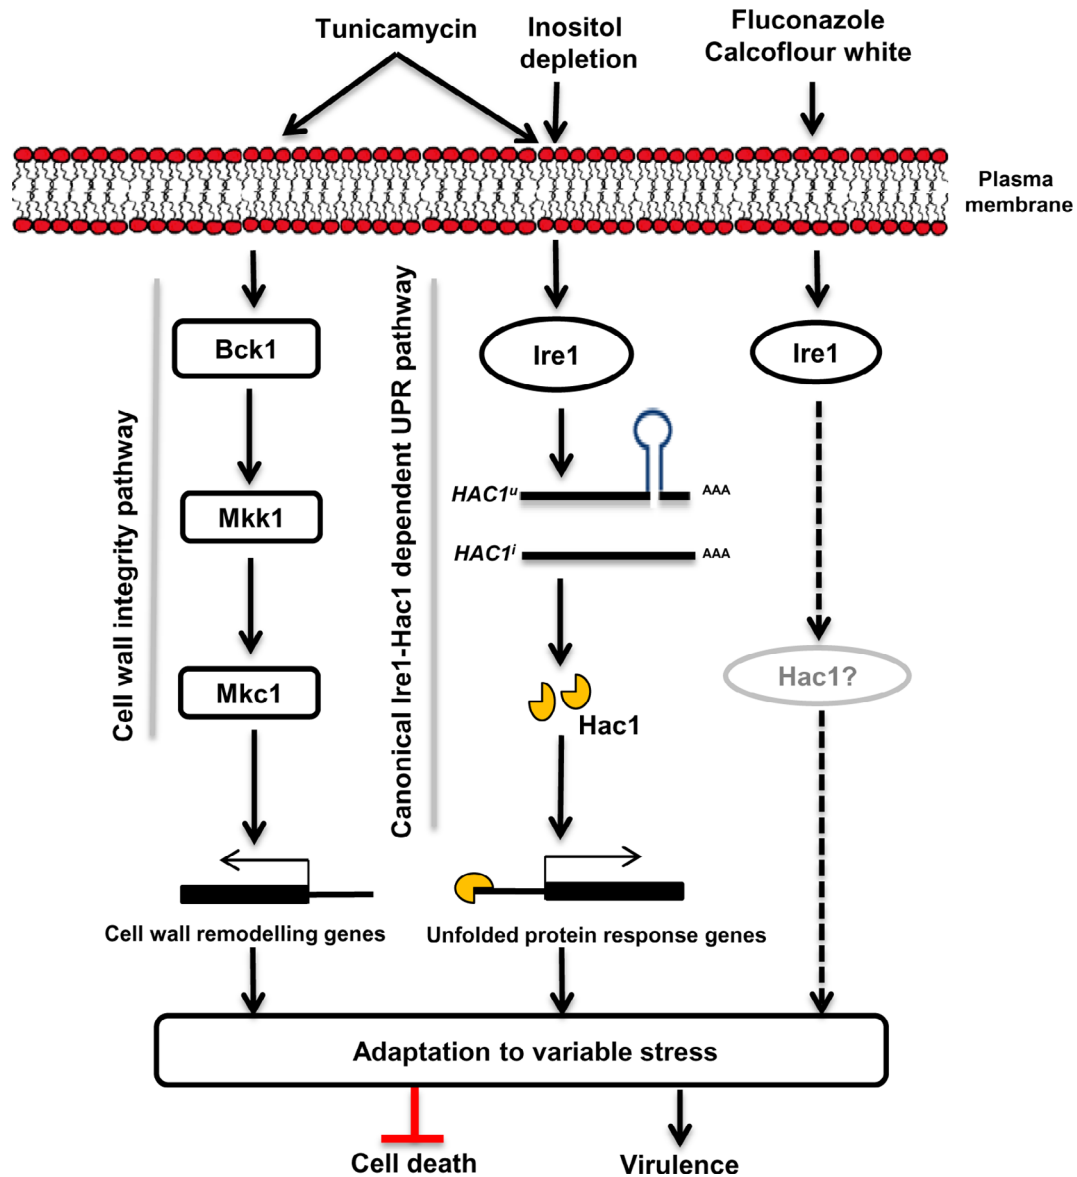 Tunicamycin
Inositol
depletion
Fluconazole
Calcoflour white
Plasma
membrane
Cell wall integrity pathway
Canonical Ire1-Hac1 dependent UPR pathway
Bck1
Ire1
Ire1
HAC1ᵘ
AAA
Mkk1
HAC1ⁱ
AAA
Mkc1
Hac1
Hac1?
Cell wall remodelling genes
Unfolded protein response genes
Adaptation to variable stress
Cell death
Virulence